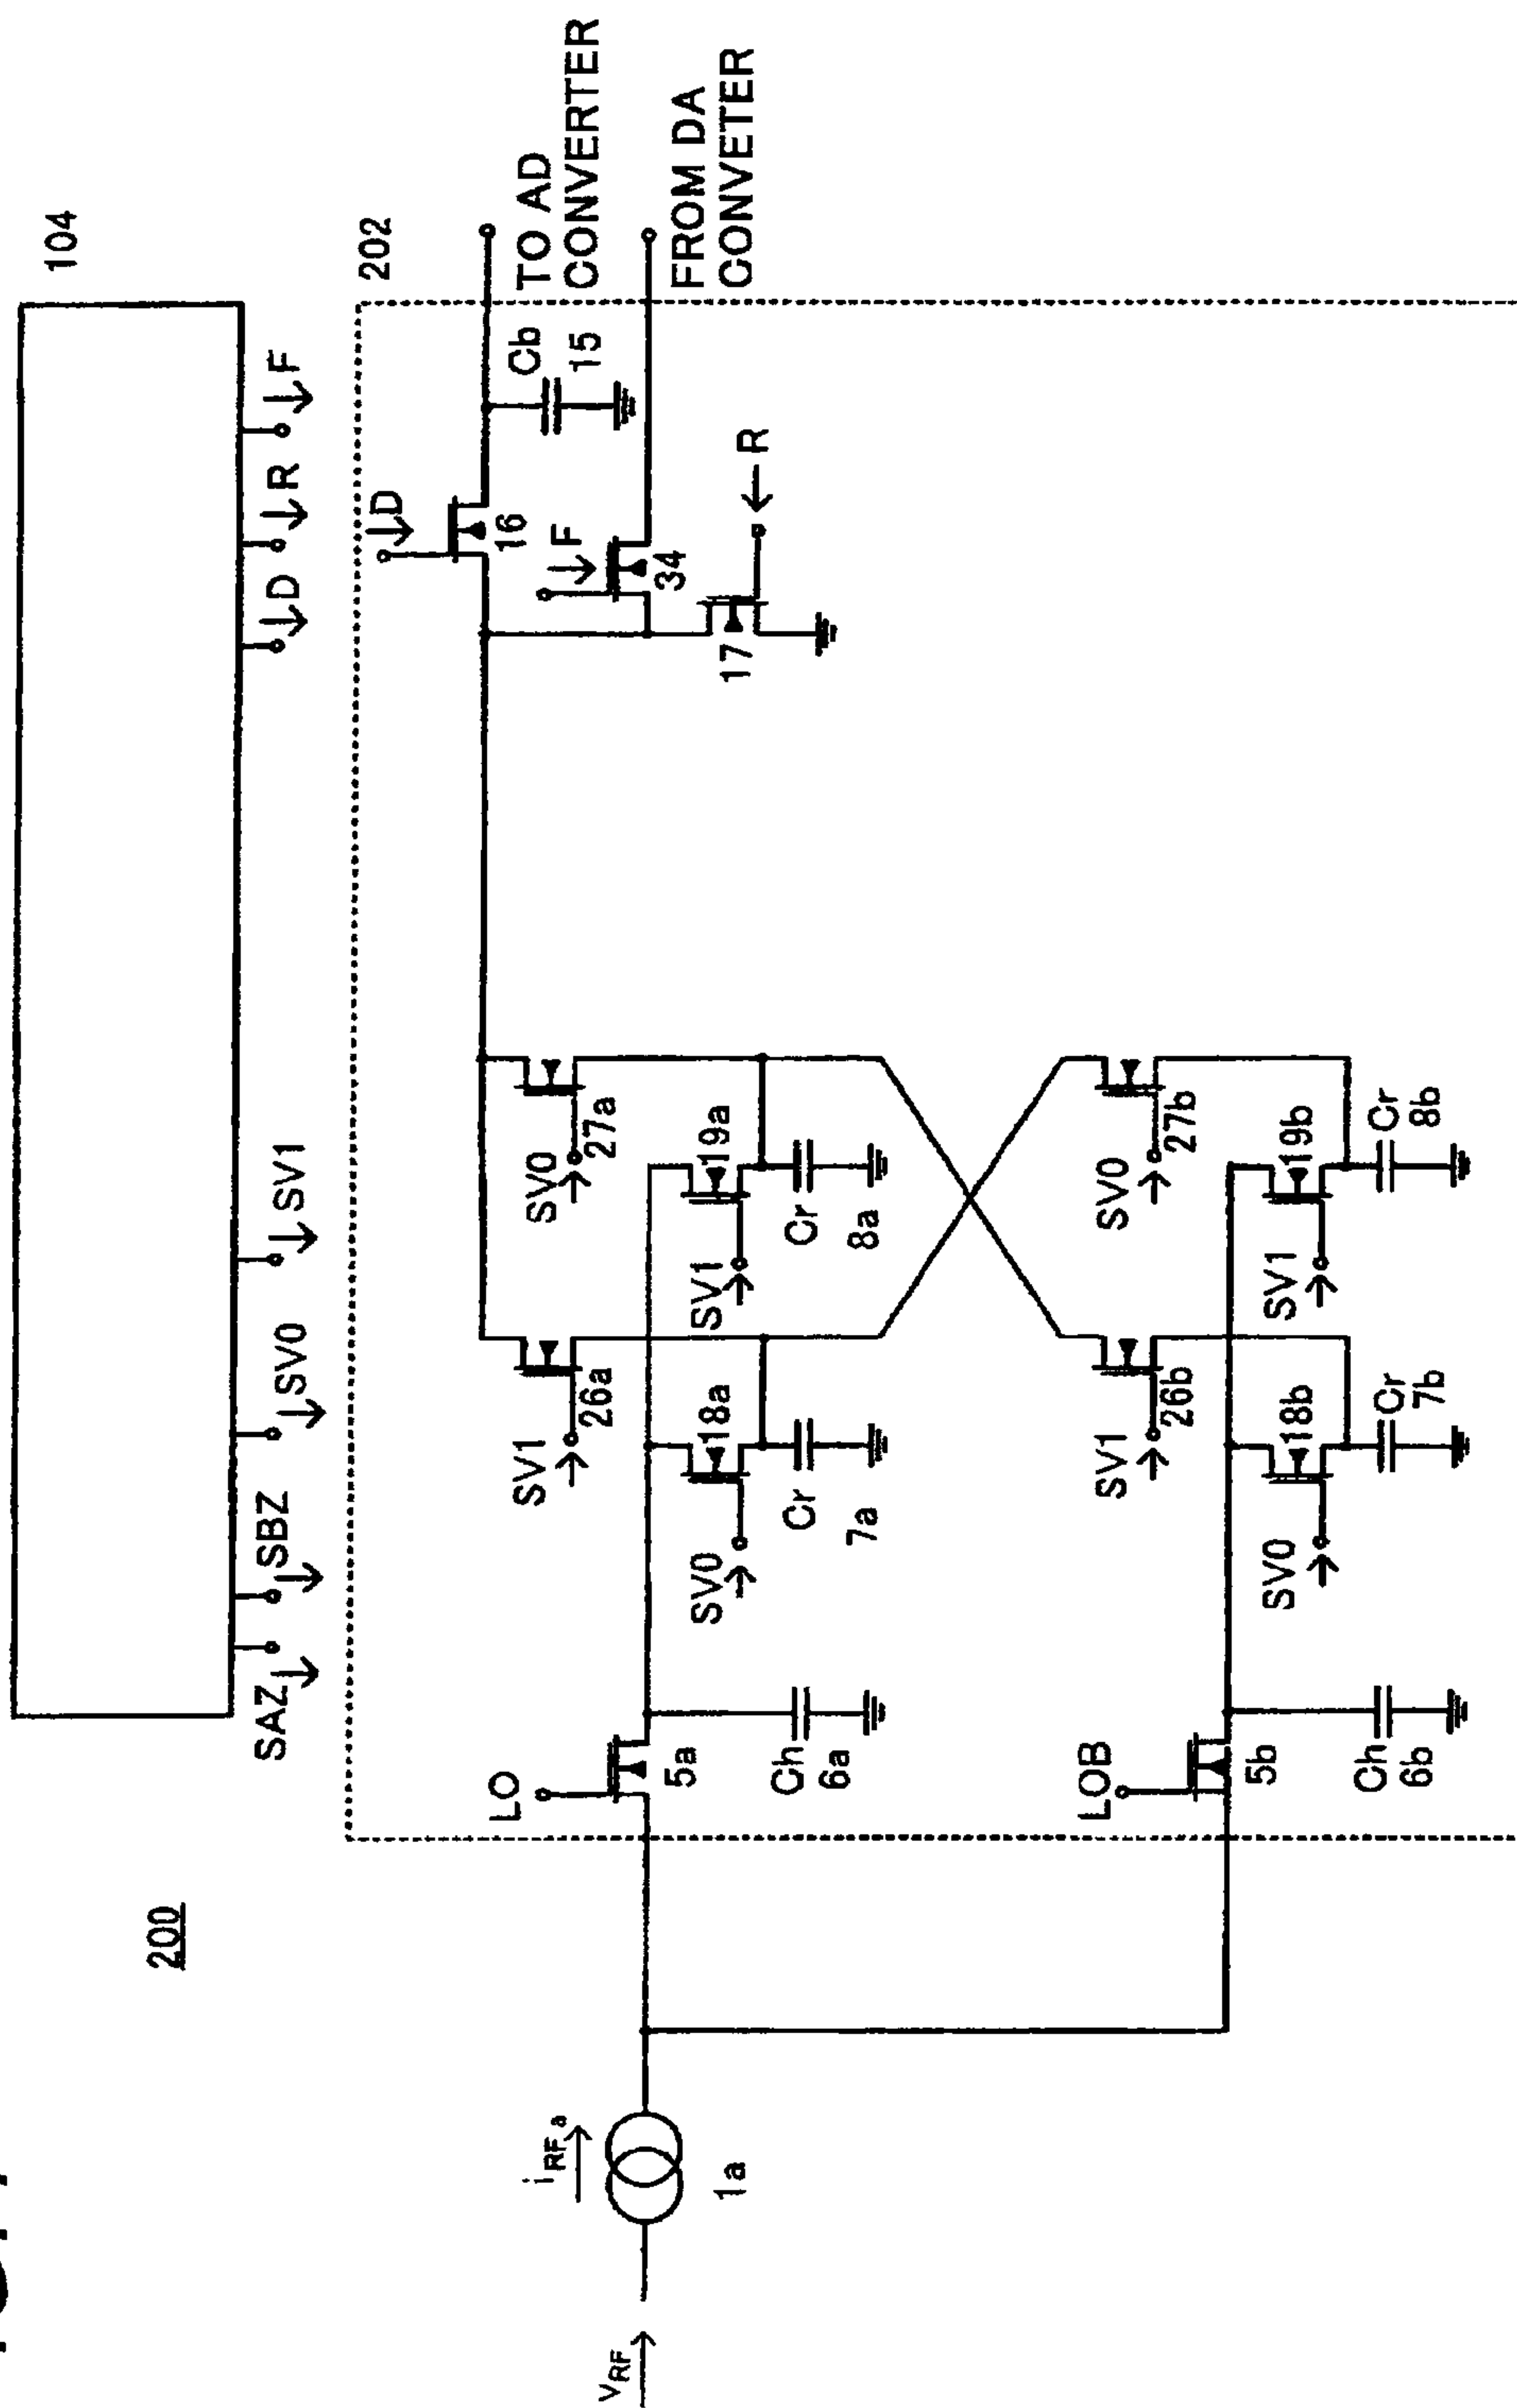 200
104
SAZ
SBZ
SV0
SV1
D
R
F
202
VRF
iRFa
1a
LO
5a
Ch
6a
SV1
26a
SV0
27a
SV0
18a
Cr
7a
SV1
19a
Cr
8a
D
16
Cb
15
TO AD
CONVERTER
F
34
FROM DA
CONVETER
17
R
LOB
5b
Ch
6b
SV1
26b
SV0
27b
SV0
18b
Cr
7b
SV1
19b
Cr
8b